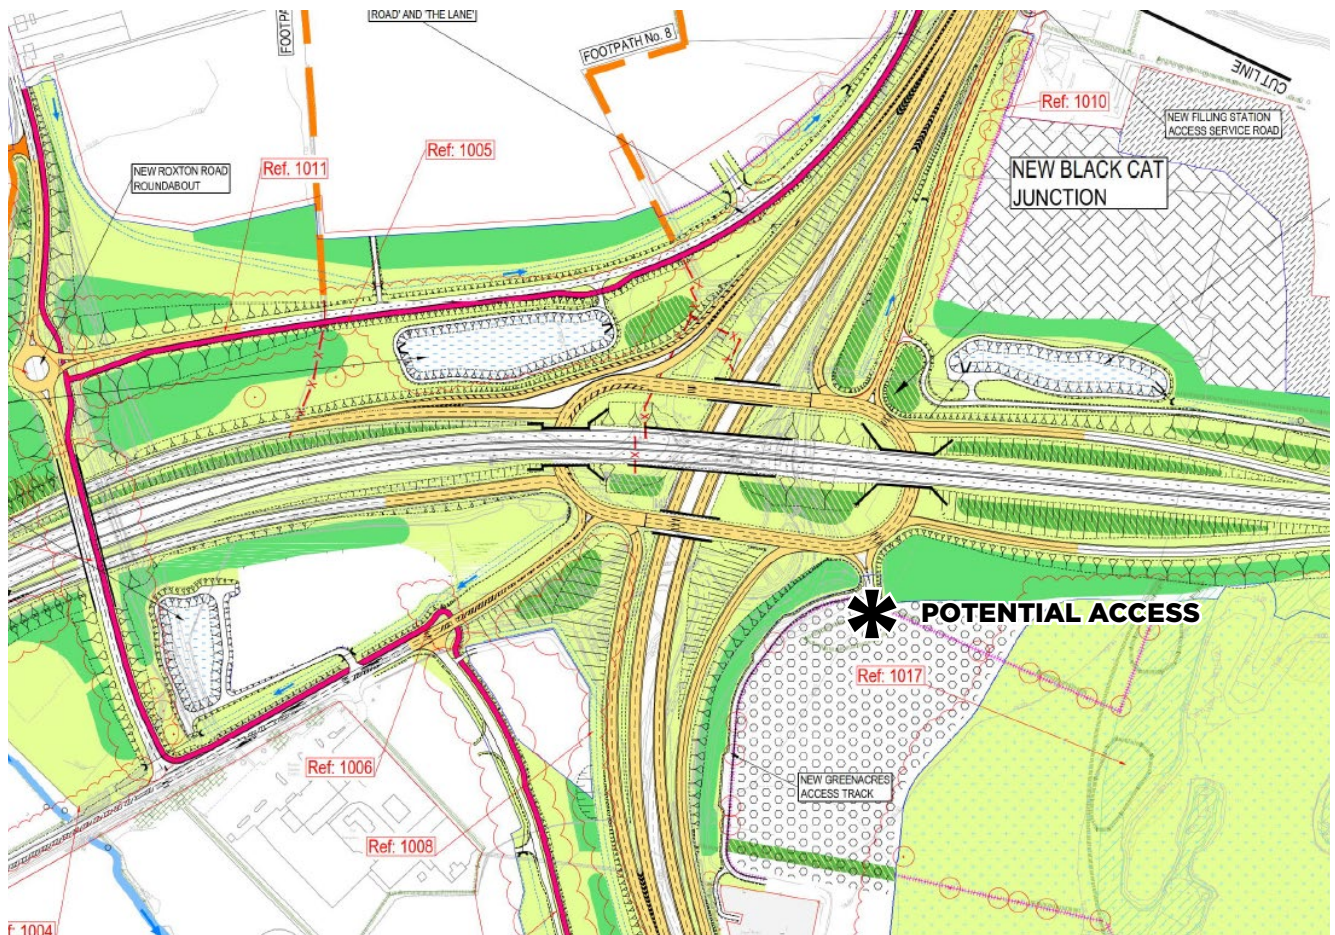 ROAD' AND 'THE LANE'
FOOTPATH No. 8
CUT LINE
Ref: 1010
NEW FILLING STATION
ACCESS SERVICE ROAD
NEW BLACK CAT
JUNCTION
Ref: 1005
Ref. 1011
NEW ROXTON ROAD
ROUNDABOUT
POTENTIAL ACCESS
Ref: 1017
NEW GREENACRES
ACCESS TRACK
Ref: 1006
Ref: 1008
f: 1004